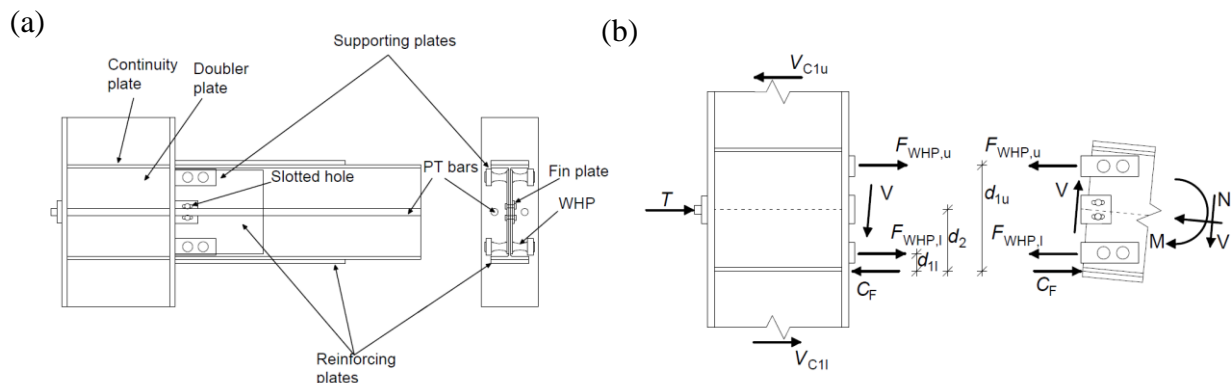 (a)
Supporting plates
Continuity
plate
Doubler
plate
PT bars
Slotted hole
Fin plate
WHP
Reinforcing
plates
(b)
V_C1u
F_WHP,u
F_WHP,u
T
V
V
d_1u
d_2
N
F_WHP,l
F_WHP,l
d_1l
M
V
C_F
C_F
V_C1l